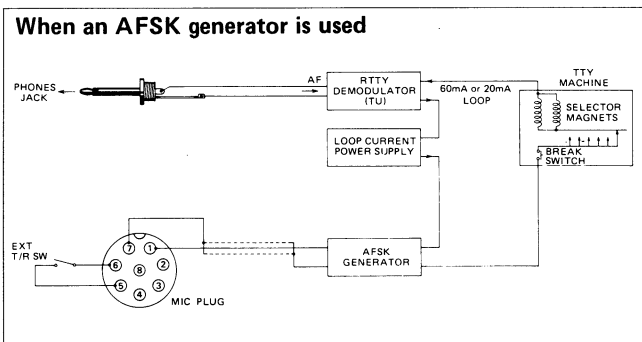 When an AFSK generator is used
PHONES
JACK
AF
RTTY
DEMODULATOR
(TU)
60mA or 20mA
LOOP
TTY
MACHINE
SELECTOR
MAGNETS
BREAK
SWITCH
LOOP CURRENT
POWER SUPPLY
AFSK
GENERATOR
EXT
T/R SW
7
1
6
8
2
5
3
4
MIC PLUG